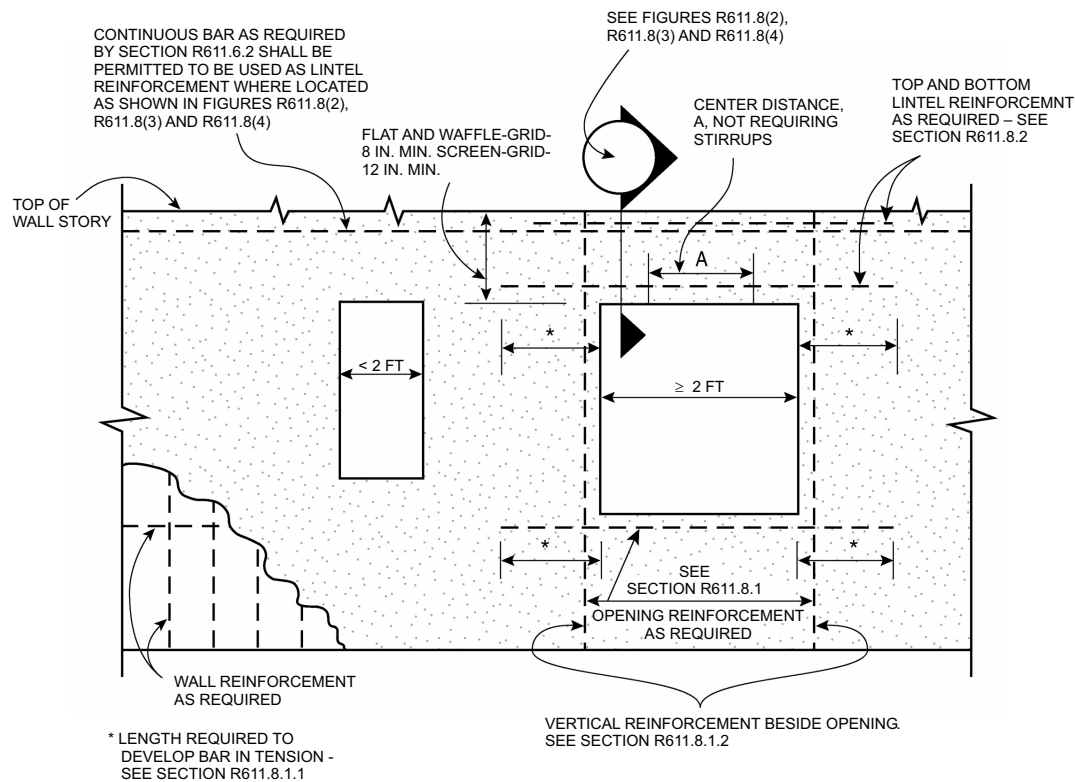 SEE FIGURES R611.8(2),
R611.8(3) AND R611.8(4)
CONTINUOUS BAR AS REQUIRED
BY SECTION R611.6.2 SHALL BE
PERMITTED TO BE USED AS LINTEL
REINFORCEMENT WHERE LOCATED
AS SHOWN IN FIGURES R611.8(2),
R611.8(3) AND R611.8(4)
FLAT AND WAFFLE-GRID-
8 IN. MIN. SCREEN-GRID-
12 IN. MIN.
CENTER DISTANCE,
A, NOT REQUIRING
STIRRUPS
TOP AND BOTTOM
LINTEL REINFORCEMNT
AS REQUIRED – SEE
SECTION R611.8.2
TOP OF
WALL STORY
A
*
*
< 2 FT
≥ 2 FT
*
*
SEE
SECTION R611.8.1
OPENING REINFORCEMENT
AS REQUIRED
WALL REINFORCEMENT
AS REQUIRED
VERTICAL REINFORCEMENT BESIDE OPENING.
SEE SECTION R611.8.1.2
* LENGTH REQUIRED TO
DEVELOP BAR IN TENSION -
SEE SECTION R611.8.1.1